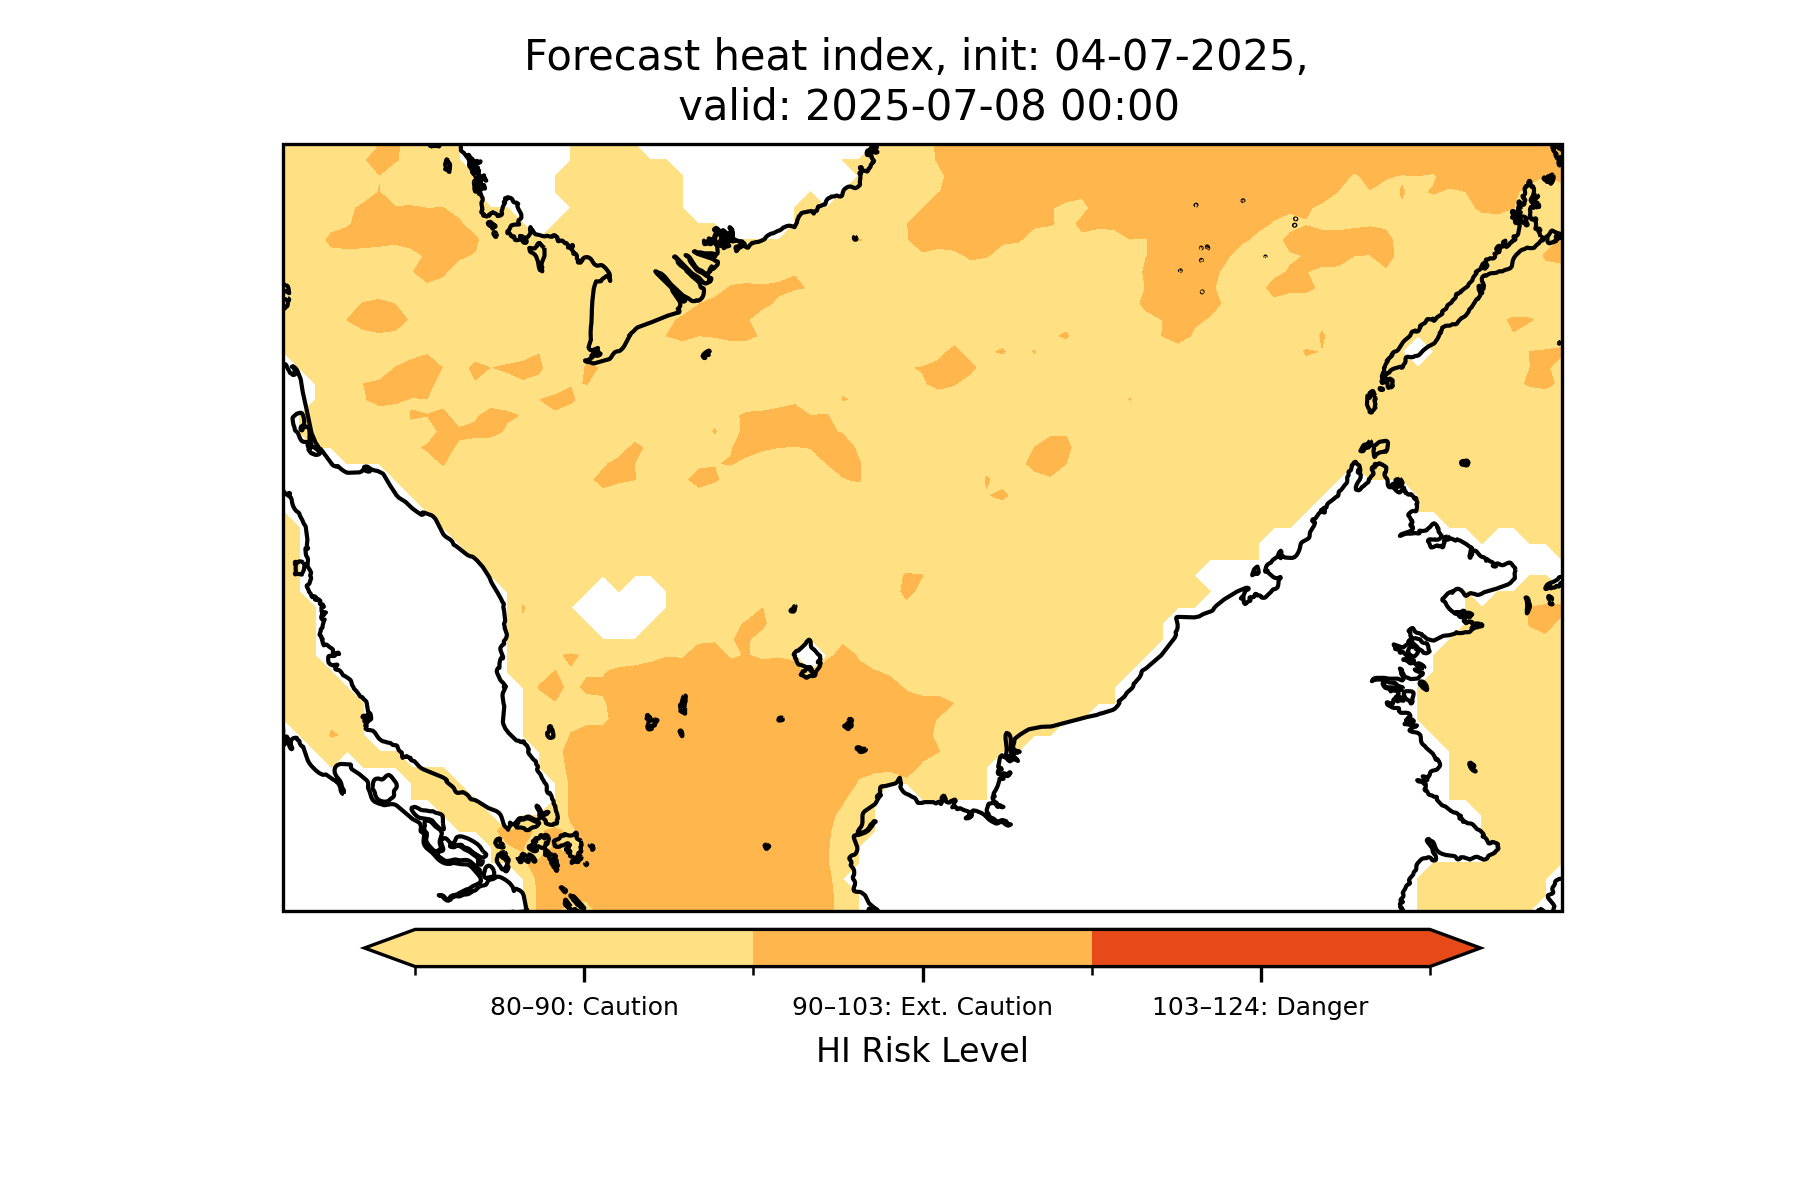 Forecast heat index, init: 04-07-2025,
valid: 2025-07-08 00:00
80–90: Caution
90–103: Ext. Caution
103–124: Danger
HI Risk Level